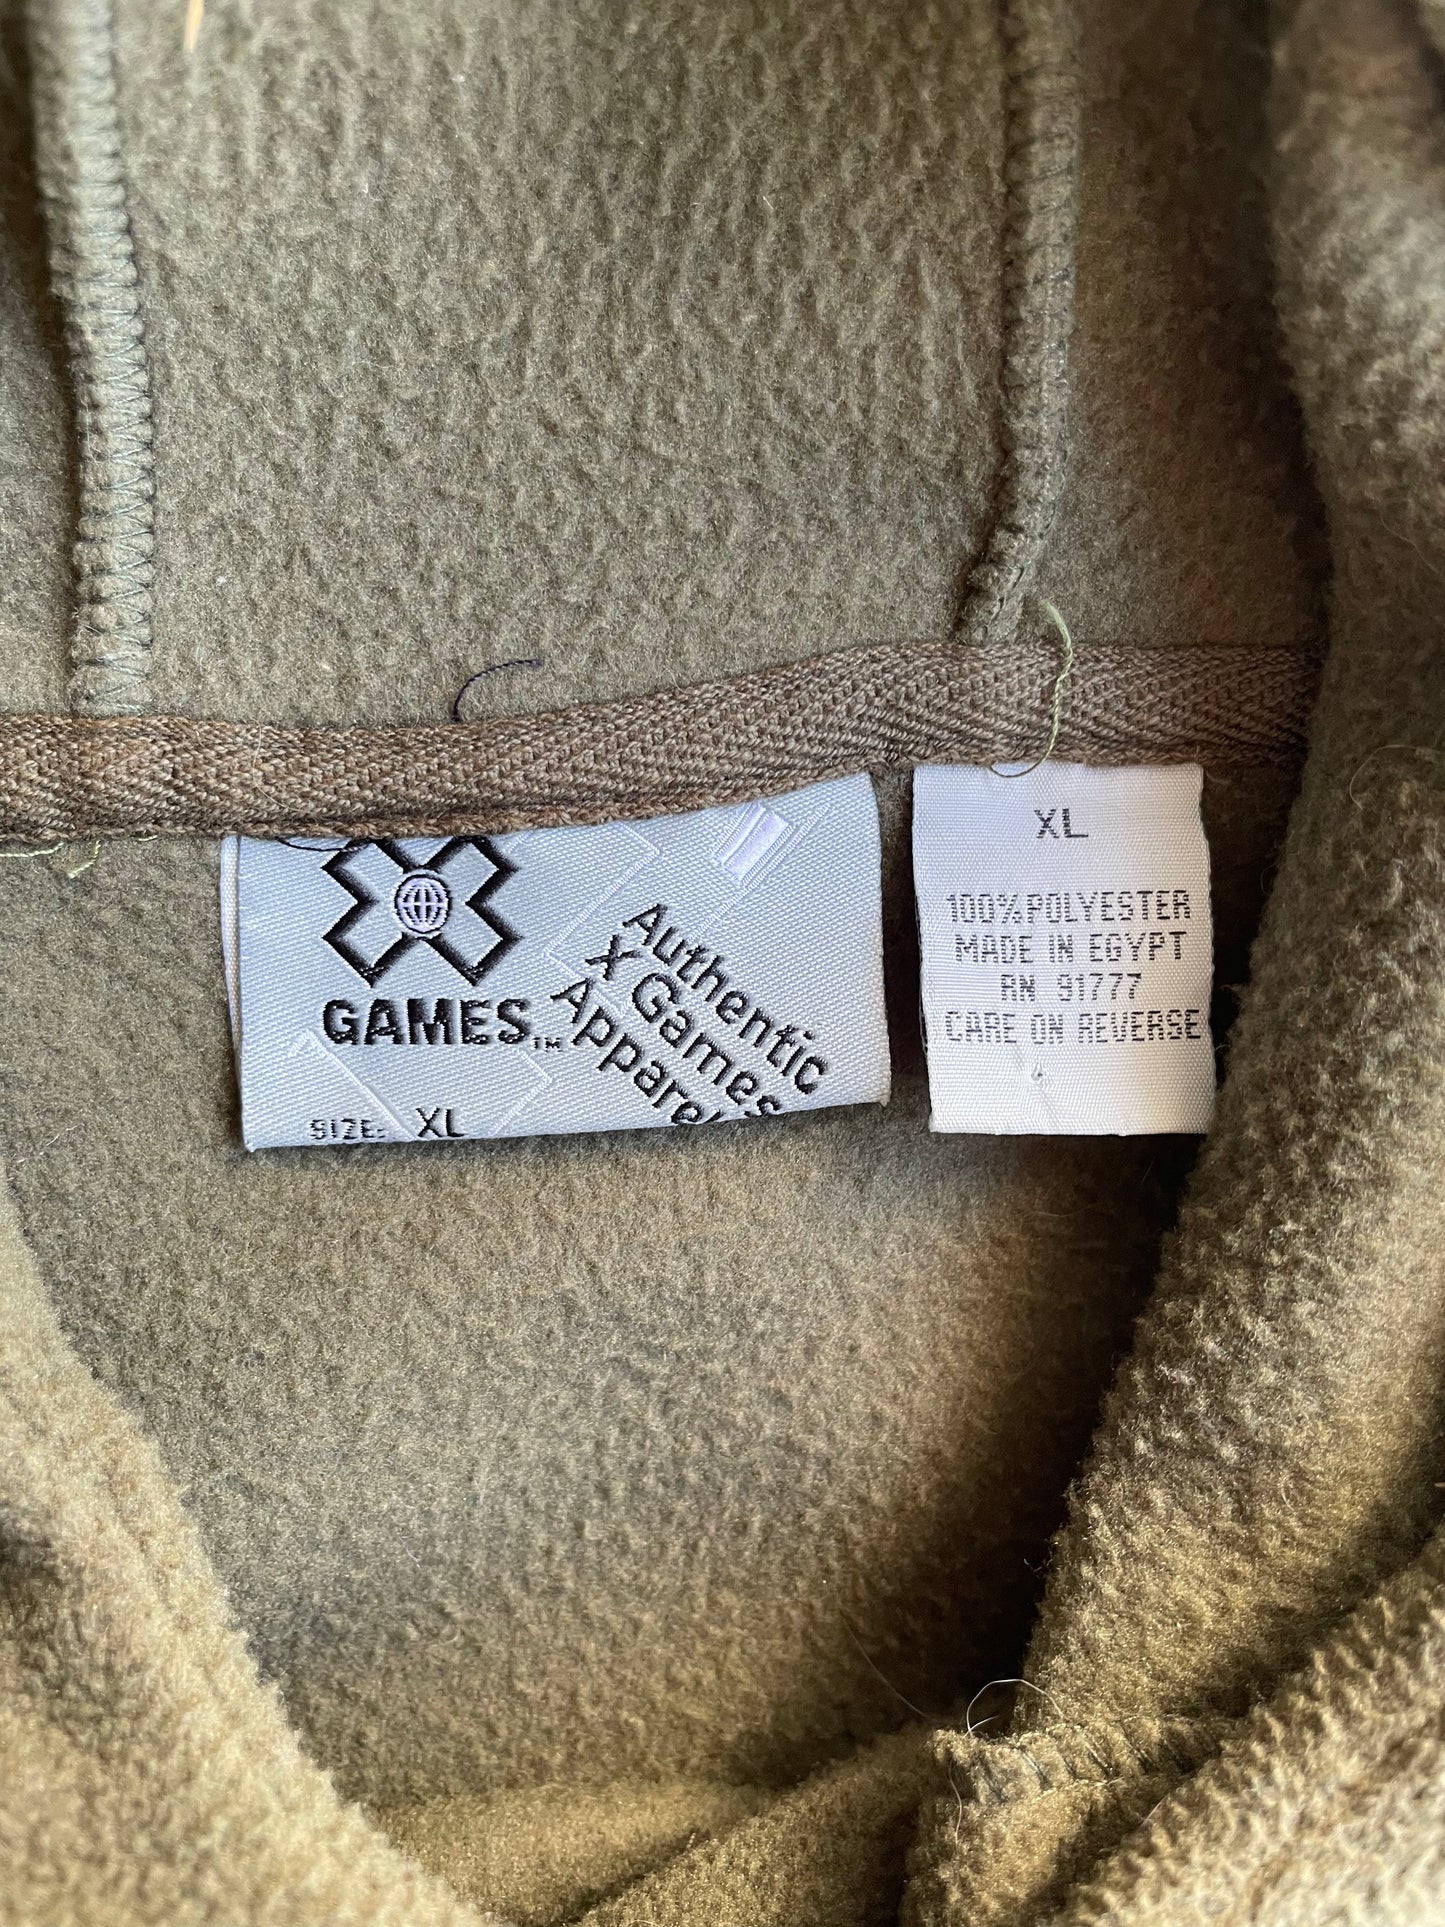 X
GAMES™
Authentic
X Games
Apparel
SIZE: XL
XL
100% POLYESTER
MADE IN EGYPT
RN 91777
CARE ON REVERSE